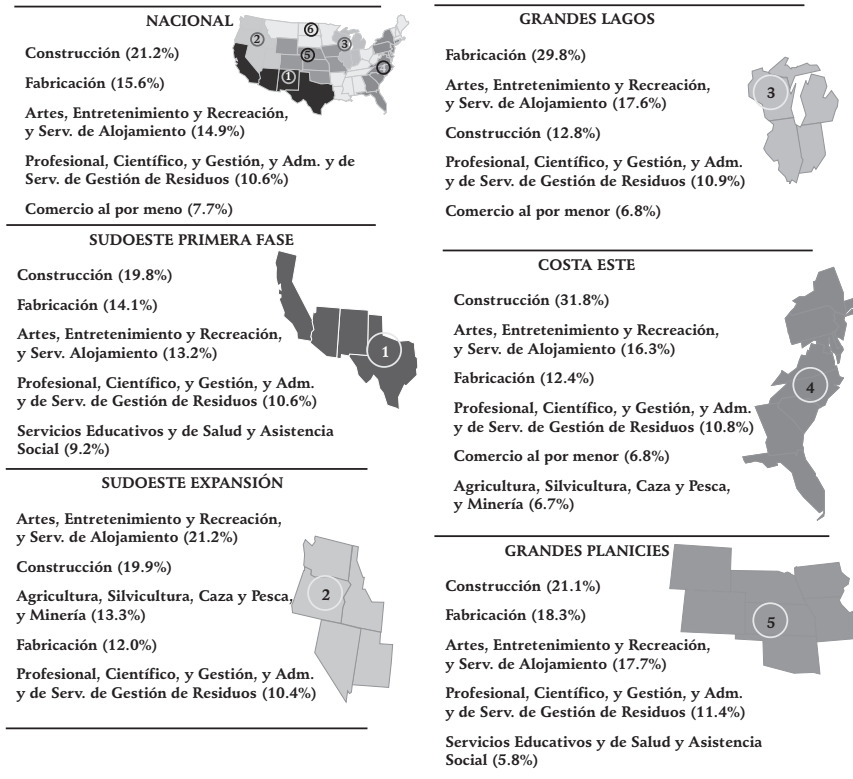 NACIONAL
Construcción (21.2%)
Fabricación (15.6%)
Artes, Entretenimiento y Recreación,
y Serv. de Alojamiento (14.9%)
Profesional, Científico, y Gestión, y Adm. y de
Serv. de Gestión de Residuos (10.6%)
Comercio al por meno (7.7%)
1
2
3
4
5
6
SUDOESTE PRIMERA FASE
Construcción (19.8%)
Fabricación (14.1%)
Artes, Entretenimiento y Recreación,
y Serv. Alojamiento (13.2%)
Profesional, Científico, y Gestión, y Adm.
y de Serv. de Gestión de Residuos (10.6%)
Servicios Educativos y de Salud y Asistencia
Social (9.2%)
1
SUDOESTE EXPANSIÓN
Artes, Entretenimiento y Recreación,
y Serv. de Alojamiento (21.2%)
Construcción (19.9%)
Agricultura, Silvicultura, Caza y Pesca,
y Minería (13.3%)
Fabricación (12.0%)
Profesional, Científico, y Gestión, y Adm.
y de Serv. de Gestión de Residuos (10.4%)
2
GRANDES LAGOS
Fabricación (29.8%)
Artes, Entretenimiento y Recreación,
y Serv. de Alojamiento (17.6%)
Construcción (12.8%)
Profesional, Científico, y Gestión, y Adm.
y de Serv. de Gestión de Residuos (10.9%)
Comercio al por menor (6.8%)
3
COSTA ESTE
Construcción (31.8%)
Artes, Entretenimiento y Recreación,
y Serv. de Alojamiento (16.3%)
Fabricación (12.4%)
Profesional, Científico, y Gestión, y Adm.
y de Serv. de Gestión de Residuos (10.8%)
Comercio al por menor (6.8%)
Agricultura, Silvicultura, Caza y Pesca,
y Minería (6.7%)
4
GRANDES PLANICIES
Construcción (21.1%)
Fabricación (18.3%)
Artes, Entretenimiento y Recreación,
y Serv. de Alojamiento (17.7%)
Profesional, Científico, y Gestión, y Adm.
y de Serv. de Gestión de Residuos (11.4%)
Servicios Educativos y de Salud y Asistencia
Social (5.8%)
5